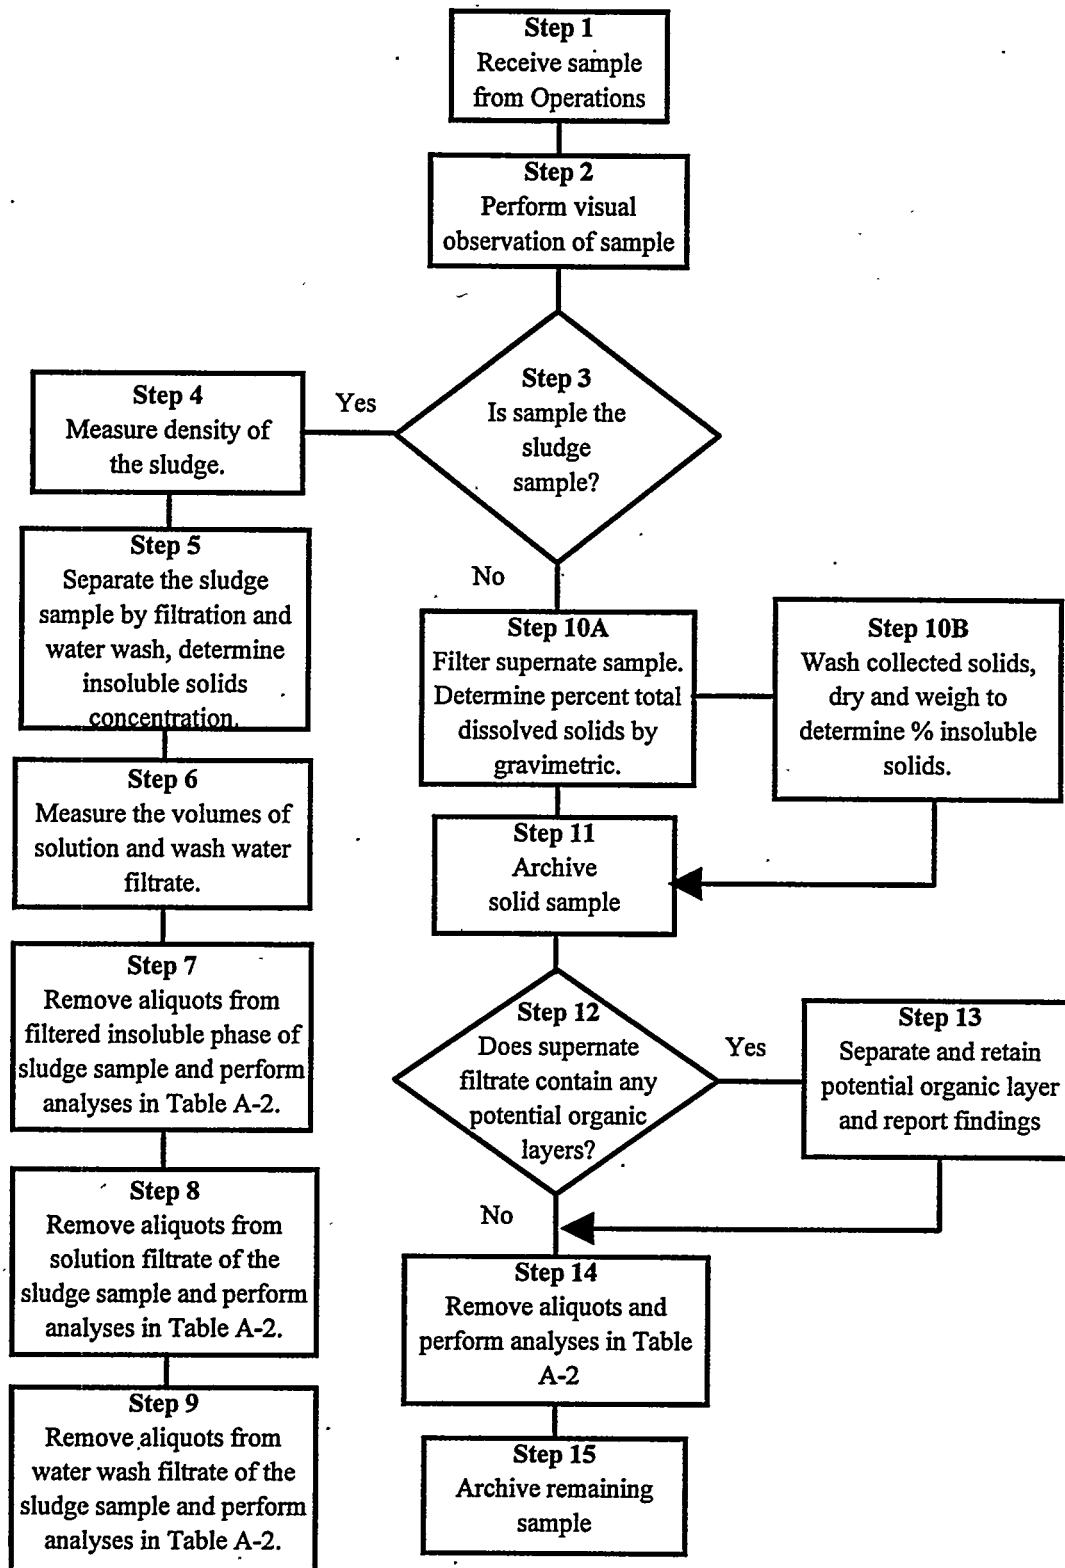 Step 1
Receive sample
from Operations
Step 2
Perform visual
observation of sample
Step 3
Is sample the
sludge
sample?
Yes
No
Step 4
Measure density of
the sludge.
Step 5
Separate the sludge
sample by filtration and
water wash, determine
insoluble solids
concentration.
Step 6
Measure the volumes of
solution and wash water
filtrate.
Step 7
Remove aliquots from
filtered insoluble phase of
sludge sample and perform
analyses in Table A-2.
Step 8
Remove aliquots from
solution filtrate of the
sludge sample and perform
analyses in Table A-2.
Step 9
Remove aliquots from
water wash filtrate of the
sludge sample and perform
analyses in Table A-2.
Step 10A
Filter supernate sample.
Determine percent total
dissolved solids by
gravimetric.
Step 10B
Wash collected solids,
dry and weigh to
determine % insoluble
solids.
Step 11
Archive
solid sample
Step 12
Does supernate
filtrate contain any
potential organic
layers?
Yes
No
Step 13
Separate and retain
potential organic layer
and report findings
Step 14
Remove aliquots and
perform analyses in Table
A-2
Step 15
Archive remaining
sample